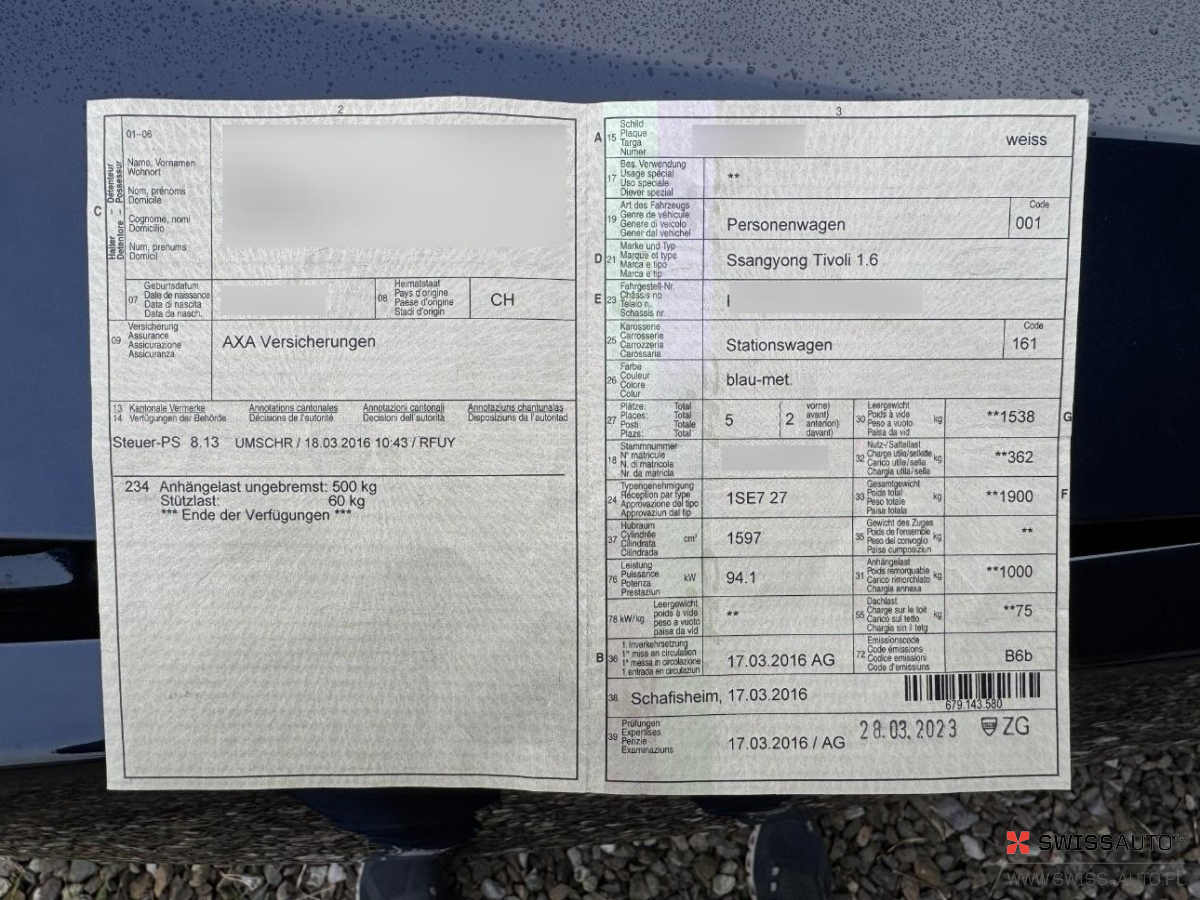 2
01–06
Name, Vornamen
Wohnort
Nom, prénoms
Domicile
Cognome, nomi
Domicilio
Num, prenums
Domicil
C
Halter – Détenteur
Detentore – Possessur
07
Geburtsdatum
Date de naissance
Data di nascita
Data da nasch.
08
Heimatstaat
Pays d'origine
Paese d'origine
Stadi d'origin
CH
09
Versicherung
Assurance
Assicurazione
Assicuranza
AXA Versicherungen
13 Kantonale Vermerke Annotations cantonales Annotazioni cantonali Annotaziuns chantunalas
14 Verfügungen der Behörde Décisions de l'autorité Decisioni dell'autorità Disposiziuns da l'autoritad
Steuer-PS 8.13 UMSCHR / 18.03.2016 10:43 / RFUY
234 Anhängelast ungebremst: 500 kg
Stützlast: 60 kg
*** Ende der Verfügungen ***
3
A 15
Schild
Plaque
Targa
Numer
weiss
17
Bes. Verwendung
Usage spécial
Uso speciale
Diever spezial
**
19
Art des Fahrzeugs
Genre de véhicule
Genere di veicolo
Gener dal vehichel
Personenwagen
Code
001
D 21
Marke und Typ
Marque et type
Marca e tipo
Marca e tip
Ssangyong Tivoli 1.6
E 23
Fahrgestell-Nr.
Châssis no
Telaio n.
Schassis nr.
25
Karosserie
Carrosserie
Carrozzeria
Carossaria
Stationswagen
Code
161
26
Farbe
Couleur
Colore
Colur
blau-met.
27
Plätze: Total
Places: Total
Posti: Totale
Plazs: Total
5
2
vorne)
avant)
anteriori)
davant)
30
Leergewicht
Poids à vide
Peso a vuoto
Paisa da vid
kg
**1538
G
18
Stammnummer
N° matricule
N. di matricola
Nr. da matricla
32
Nutz-/Sattellast
Charge utile/sellette
Carico utile/sella
Chargia utila/sella
kg
**362
24
Typengenehmigung
Réception par type
Approvazione del tipo
Approvaziun dal tip
1SE7 27
33
Gesamtgewicht
Poids total
Peso totale
Paisa totala
kg
**1900
F
37
Hubraum
Cylindrée
Cilindrata
Cilindrada
cm³
1597
35
Gewicht des Zuges
Poids de l'ensemble
Peso del convoglio
Paisa cumposiziun
kg
**
76
Leistung
Puissance
Potenza
Prestaziun
kW
94.1
31
Anhängelast
Poids remorquable
Carico rimorchiato
Chargia annexa
kg
**1000
78 kW/kg
Leergewicht
poids à vide
peso a vuoto
paisa da vid
**
55
Dachlast
Charge sur le toit
Carico sul tetto
Chargia sin il tetg
kg
**75
B 36
1. Inverkehrsetzung
1re mise en circulation
1a messa in circolazione
1. entrada en circulaziun
17.03.2016 AG
72
Emissionscode
Code émissions
Codice emissioni
Code d'emissiuns
B6b
38
Schafisheim, 17.03.2016
679.143.580
39
Prüfungen
Expertises
Perizie
Examinaziuns
17.03.2016 / AG
28.03.2023
ZG
SWISSAUTO
WWW.SWISS-AUTO.PL